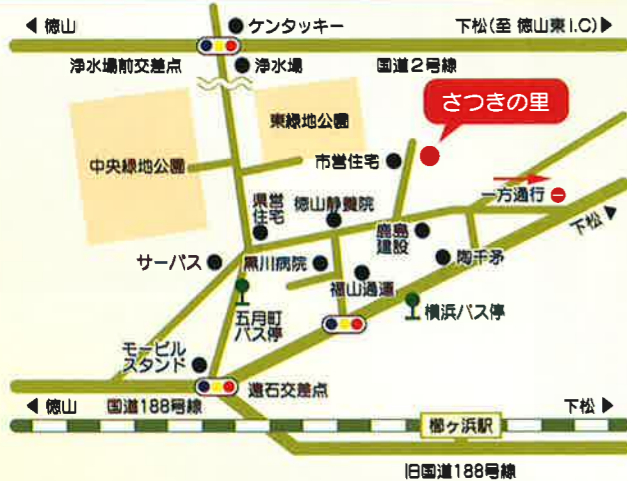 ◀ 徳山
ケンタッキー
下松(至 徳山東I.C)▶
浄水場前交差点
浄水場
国道2号線
さつきの里
東緑地公園
中央緑地公園
市営住宅
一方通行
県営
住宅
徳山静養院
鹿島
建設
下松 ▶
サーパス
黒川病院
陶千茅
福山通運
五月町
バス停
横浜バス停
モービル
スタンド
遠石交差点
◀ 徳山
国道188号線
下松 ▶
櫛ヶ浜駅
旧国道188号線